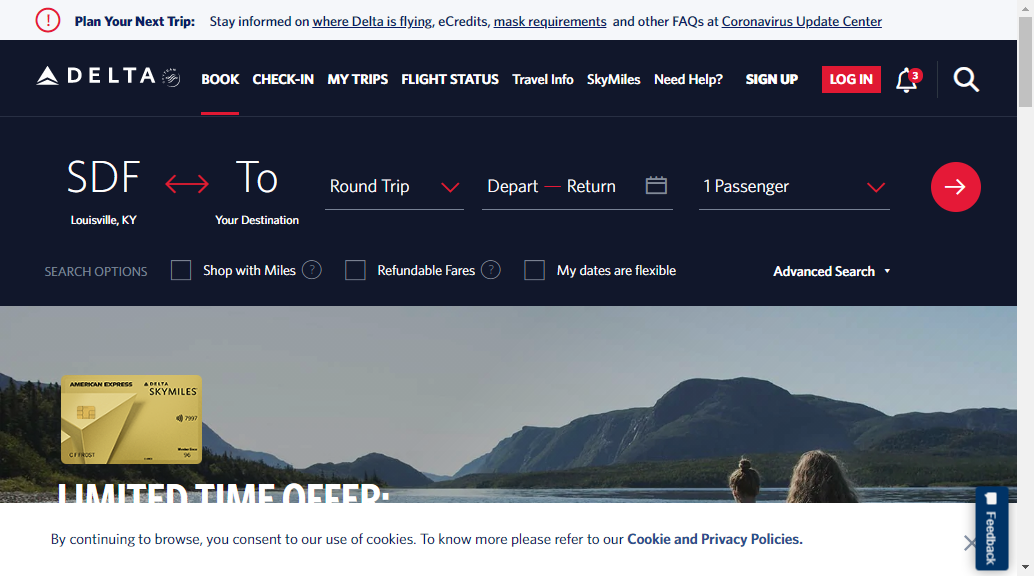 Plan Your Next Trip: Stay informed on where Delta is flying, eCredits, mask requirements and other FAQs at Coronavirus Update Center
DELTA BOOK CHECK-IN MY TRIPS FLIGHT STATUS Travel Info SkyMiles Need Help? SIGN UP LOG IN 3
SDF To Round Trip Depart — Return 1 Passenger
Louisville, KY Your Destination
SEARCH OPTIONS Shop with Miles ? Refundable Fares ? My dates are flexible Advanced Search
AMERICAN EXPRESS DELTA
SKYMILES
7997
C F FROST 96
LIMITED TIME OFFER:
By continuing to browse, you consent to our use of cookies. To know more please refer to our Cookie and Privacy Policies.
Feedback